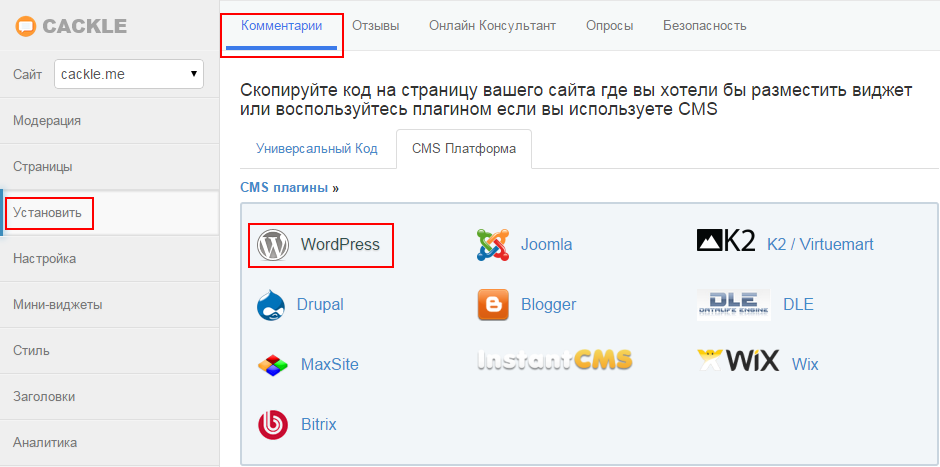 CACKLE
Комментарии Отзывы Онлайн Консультант Опросы Безопасность
Сайт cackle.me
Модерация
Страницы
Установить
Настройка
Мини-виджеты
Стиль
Заголовки
Аналитика
Скопируйте код на страницу вашего сайта где вы хотели бы разместить виджет
или воспользуйтесь плагином если вы используете CMS
Универсальный Код CMS Платформа
CMS плагины »
WordPress Joomla K2 K2 / Virtuemart
Drupal Blogger DLE DATALIFE ENGINE DLE
MaxSite InstantCMS WiX Wix
Bitrix